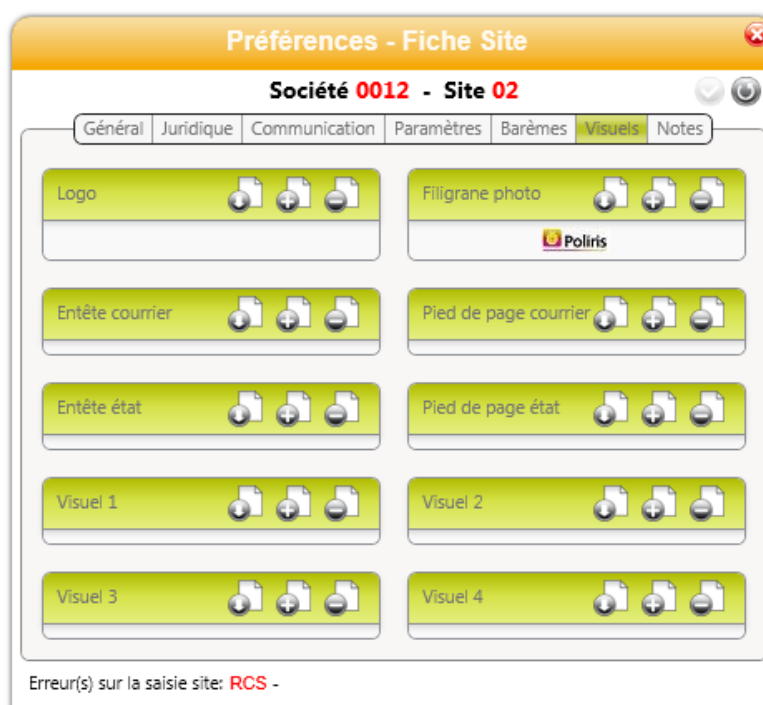 Préférences - Fiche Site
Société 0012 - Site 02
Général Juridique Communication Paramètres Barèmes Visuels Notes
Logo Filigrane photo
Poliris
Entête courrier Pied de page courrier
Entête état Pied de page état
Visuel 1 Visuel 2
Visuel 3 Visuel 4
Erreur(s) sur la saisie site: RCS -